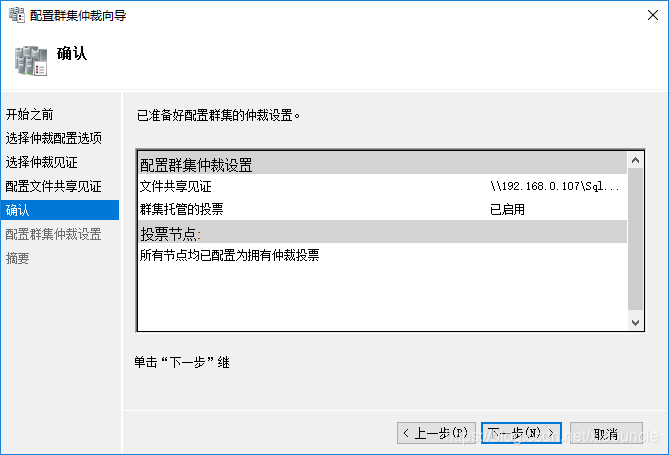 配置群集仲裁向导
确认
开始之前
选择仲裁配置选项
选择仲裁见证
配置文件共享见证
确认
配置群集仲裁设置
摘要
已准备好配置群集的仲裁设置。
配置群集仲裁设置
文件共享见证 \\192.168.0.107\Sql...
群集托管的投票 已启用
投票节点:
所有节点均已配置为拥有仲裁投票
单击“下一步”继
< 上一步(P) 下一步(N) > 取消